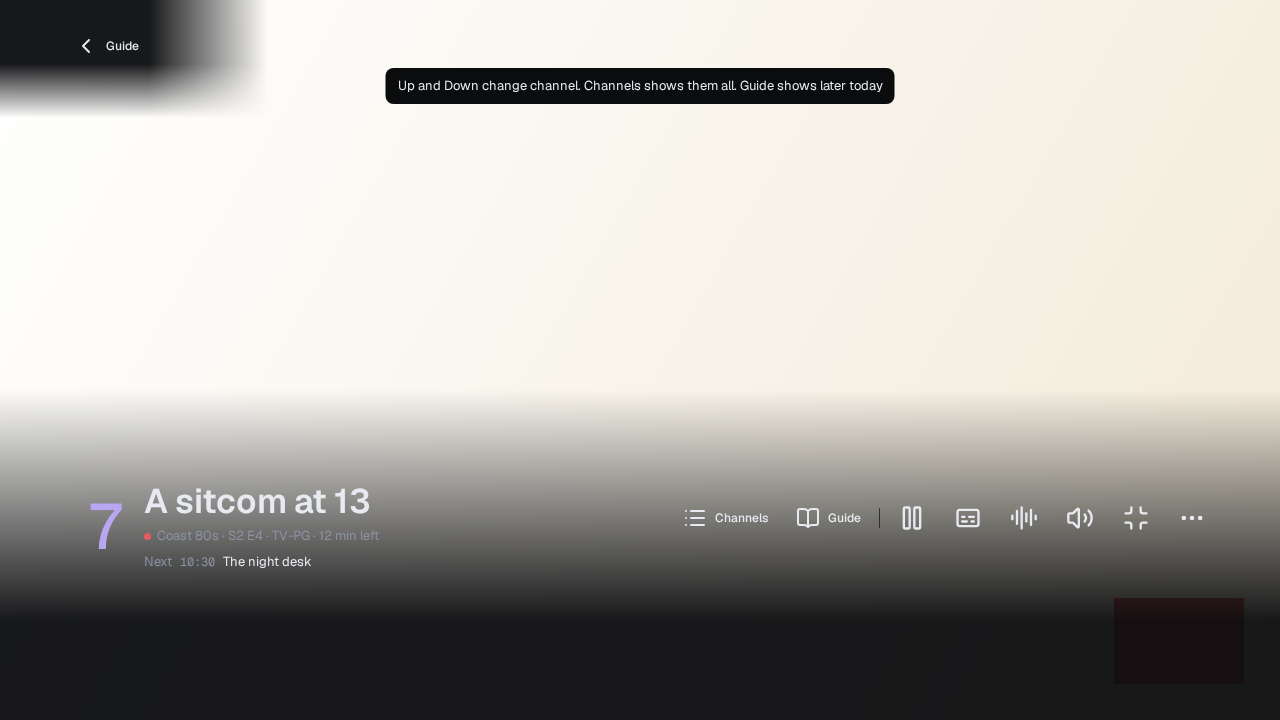 Guide
Up and Down change channel. Channels shows them all. Guide shows later today
7
A sitcom at 13
Coast 80s · S2 E4 · TV-PG · 12 min left
Next 10:30 The night desk
Channels
Guide